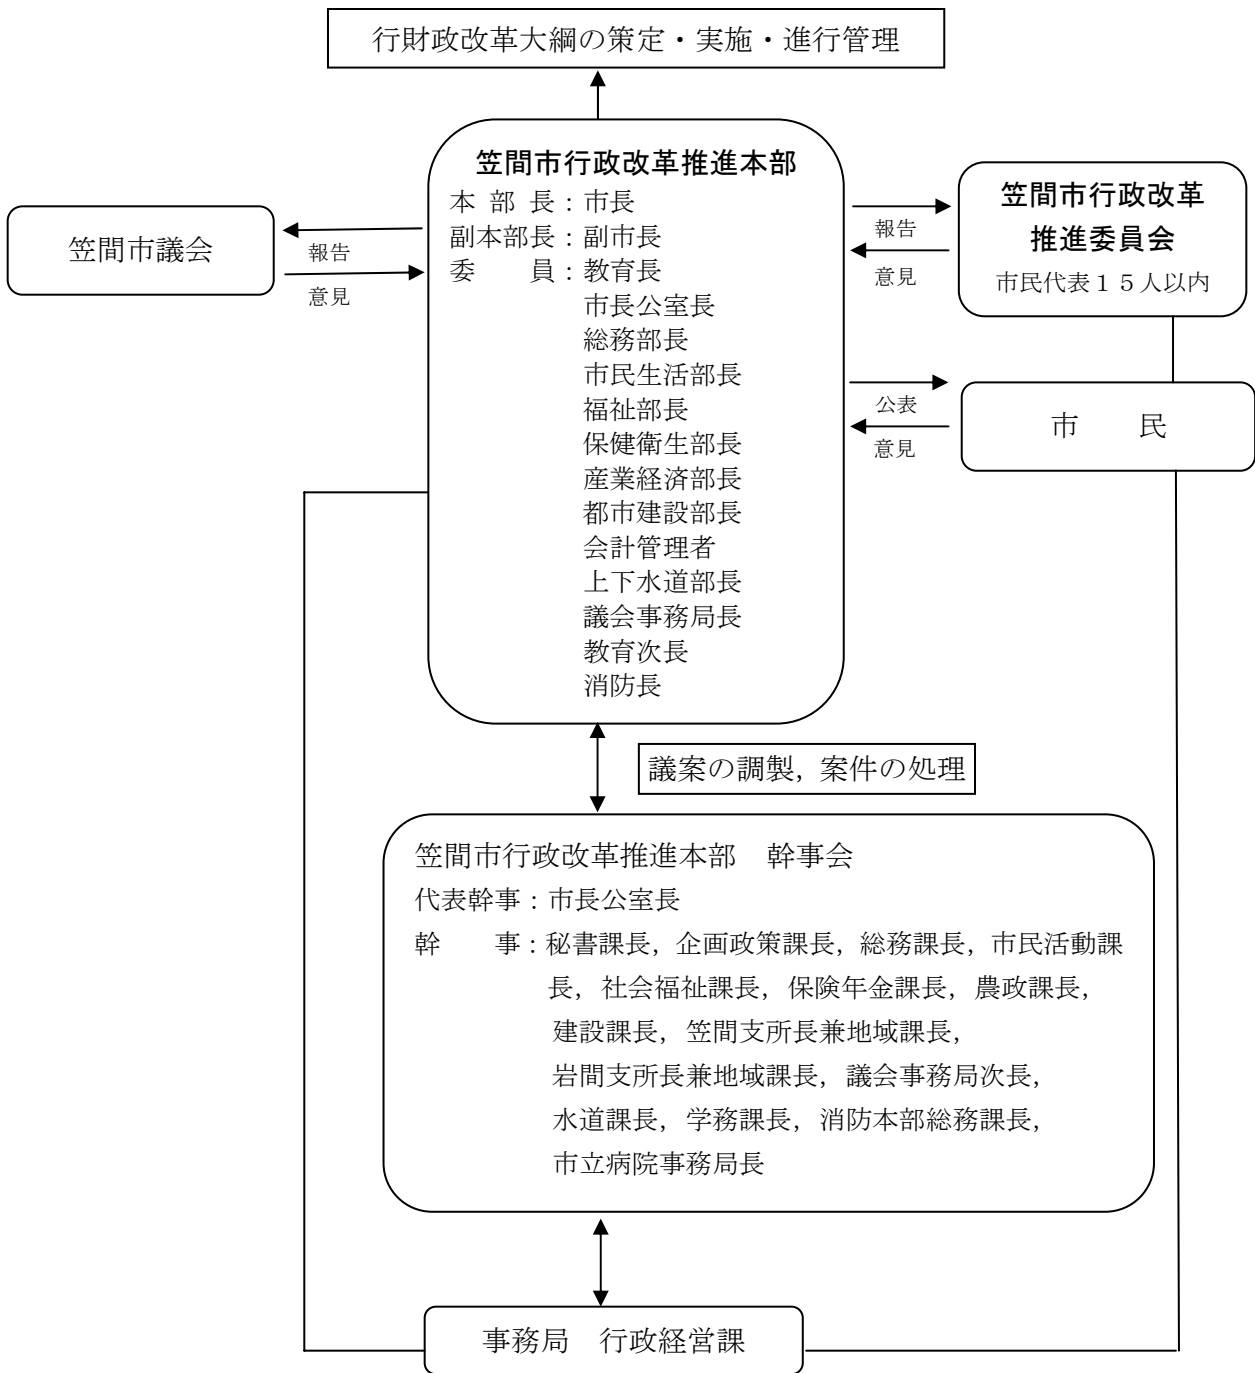 行財政改革大綱の策定・実施・進行管理
笠間市行政改革推進本部
本 部 長：市長
副本部長：副市長
委　　員：教育長
市長公室長
総務部長
市民生活部長
福祉部長
保健衛生部長
産業経済部長
都市建設部長
会計管理者
上下水道部長
議会事務局長
教育次長
消防長
笠間市議会
報告
意見
報告
意見
笠間市行政改革
推進委員会
市民代表１５人以内
公表
意見
市　　民
議案の調製，案件の処理
笠間市行政改革推進本部　幹事会
代表幹事：市長公室長
幹　　事：秘書課長，企画政策課長，総務課長，市民活動課
長，社会福祉課長，保険年金課長，農政課長，
建設課長，笠間支所長兼地域課長，
岩間支所長兼地域課長，議会事務局次長，
水道課長，学務課長，消防本部総務課長，
市立病院事務局長
事務局　行政経営課